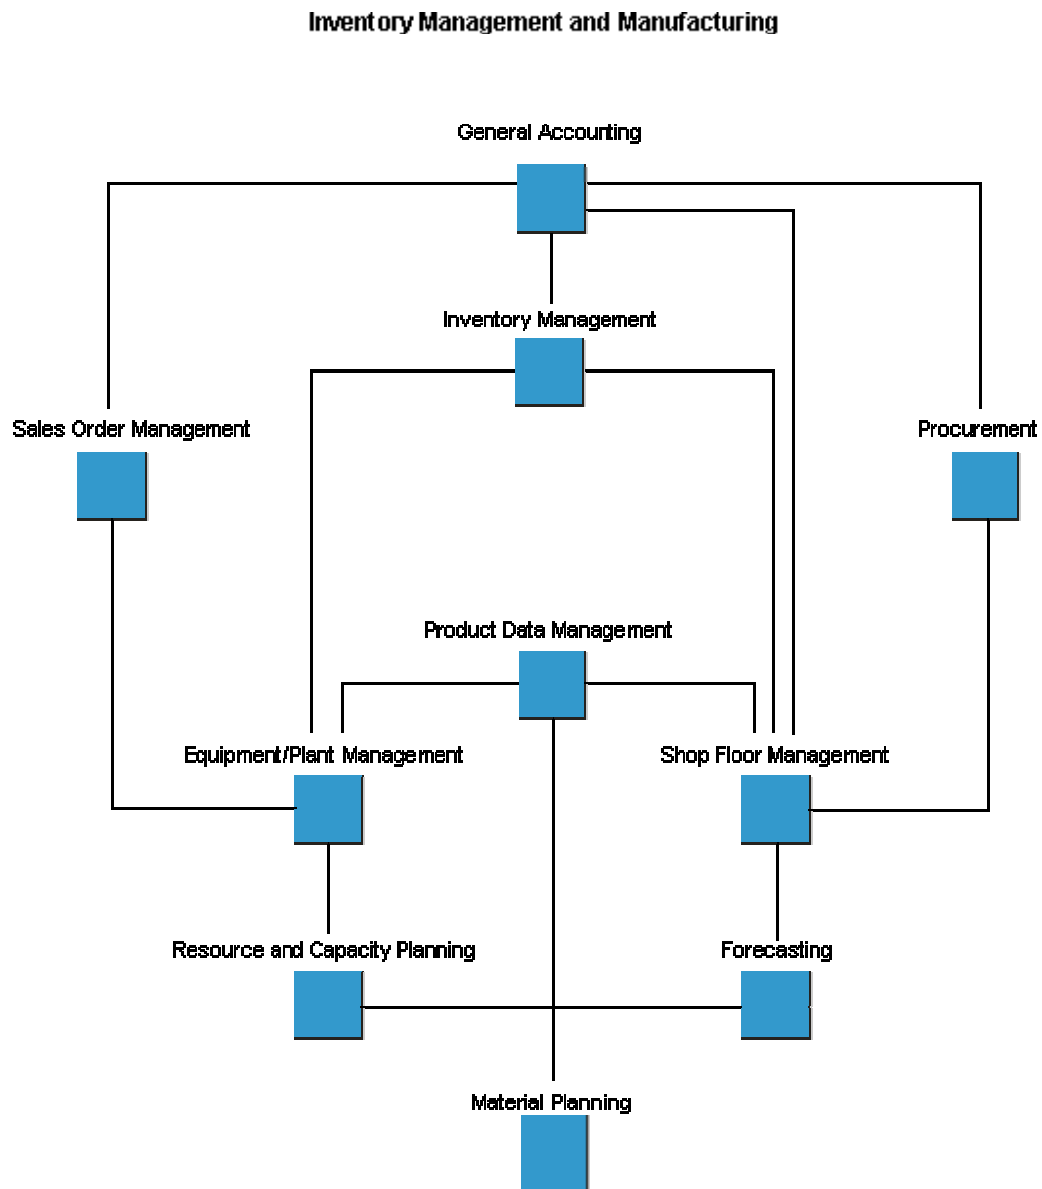 Inventory Management and Manufacturing
General Accounting
Inventory Management
Sales Order Management
Procurement
Product Data Management
Equipment/Plant Management
Shop Floor Management
Resource and Capacity Planning
Forecasting
Material Planning